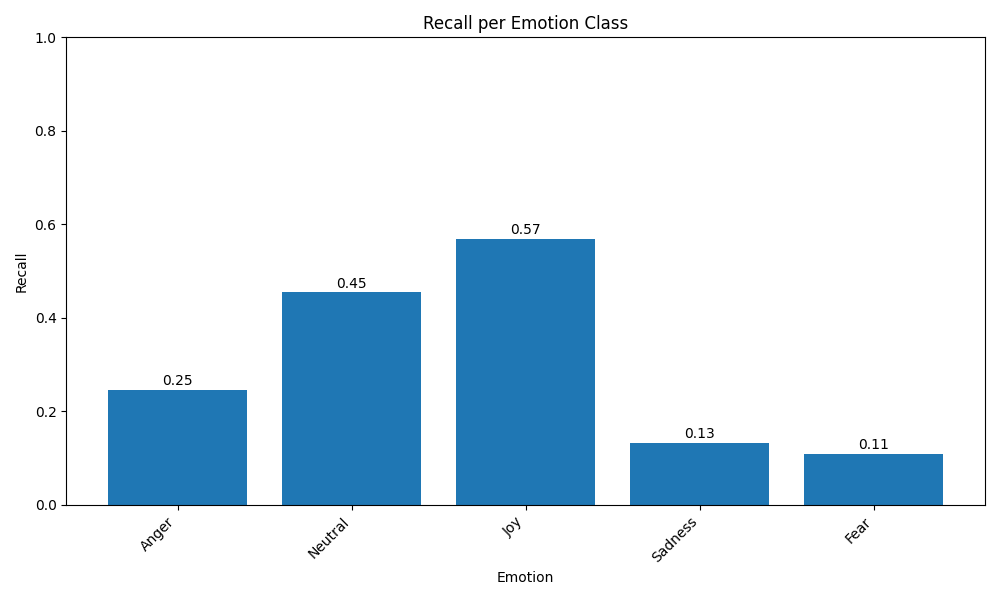 Recall per Emotion Class
1.0
0.8
0.6
0.4
0.2
0.0
Recall
0.25
0.45
0.57
0.13
0.11
Anger
Neutral
Joy
Sadness
Fear
Emotion